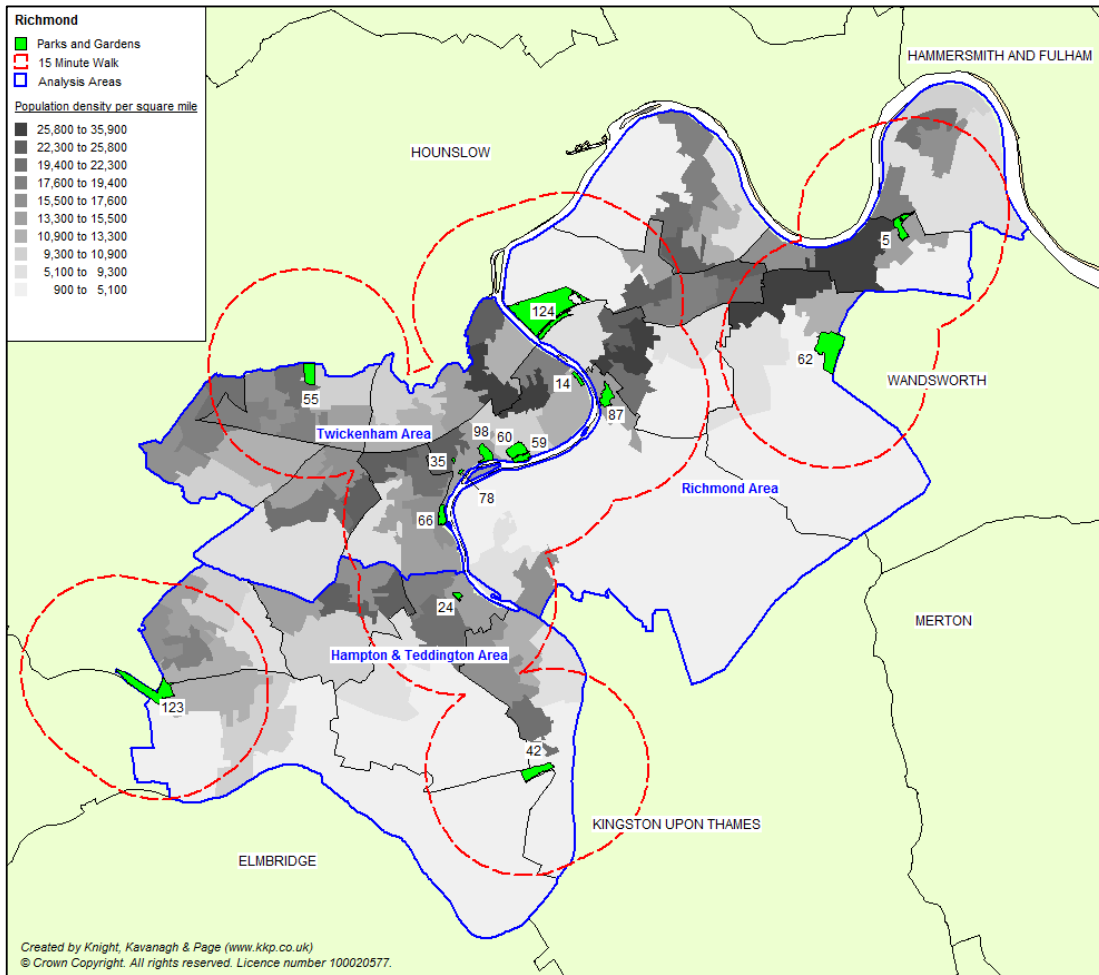 Richmond
Parks and Gardens
15 Minute Walk
Analysis Areas
Population density per square mile
25,800 to 35,900
22,300 to 25,800
19,400 to 22,300
17,600 to 19,400
15,500 to 17,600
13,300 to 15,500
10,900 to 13,300
9,300 to 10,900
5,100 to 9,300
900 to 5,100
HAMMERSMITH AND FULHAM
HOUNSLOW
5
124
62
WANDSWORTH
14
55
87
Twickenham Area
98
60
59
35
Richmond Area
78
66
24
MERTON
Hampton & Teddington Area
123
42
KINGSTON UPON THAMES
ELMBRIDGE
Created by Knight, Kavanagh & Page (www.kkp.co.uk)
© Crown Copyright. All rights reserved. Licence number 100020577.